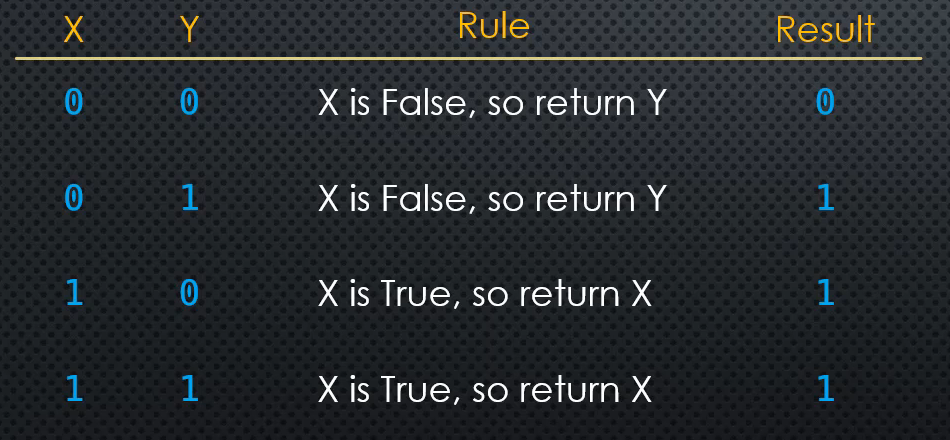 X Y Rule Result
0 0 X is False, so return Y 0
0 1 X is False, so return Y 1
1 0 X is True, so return X 1
1 1 X is True, so return X 1